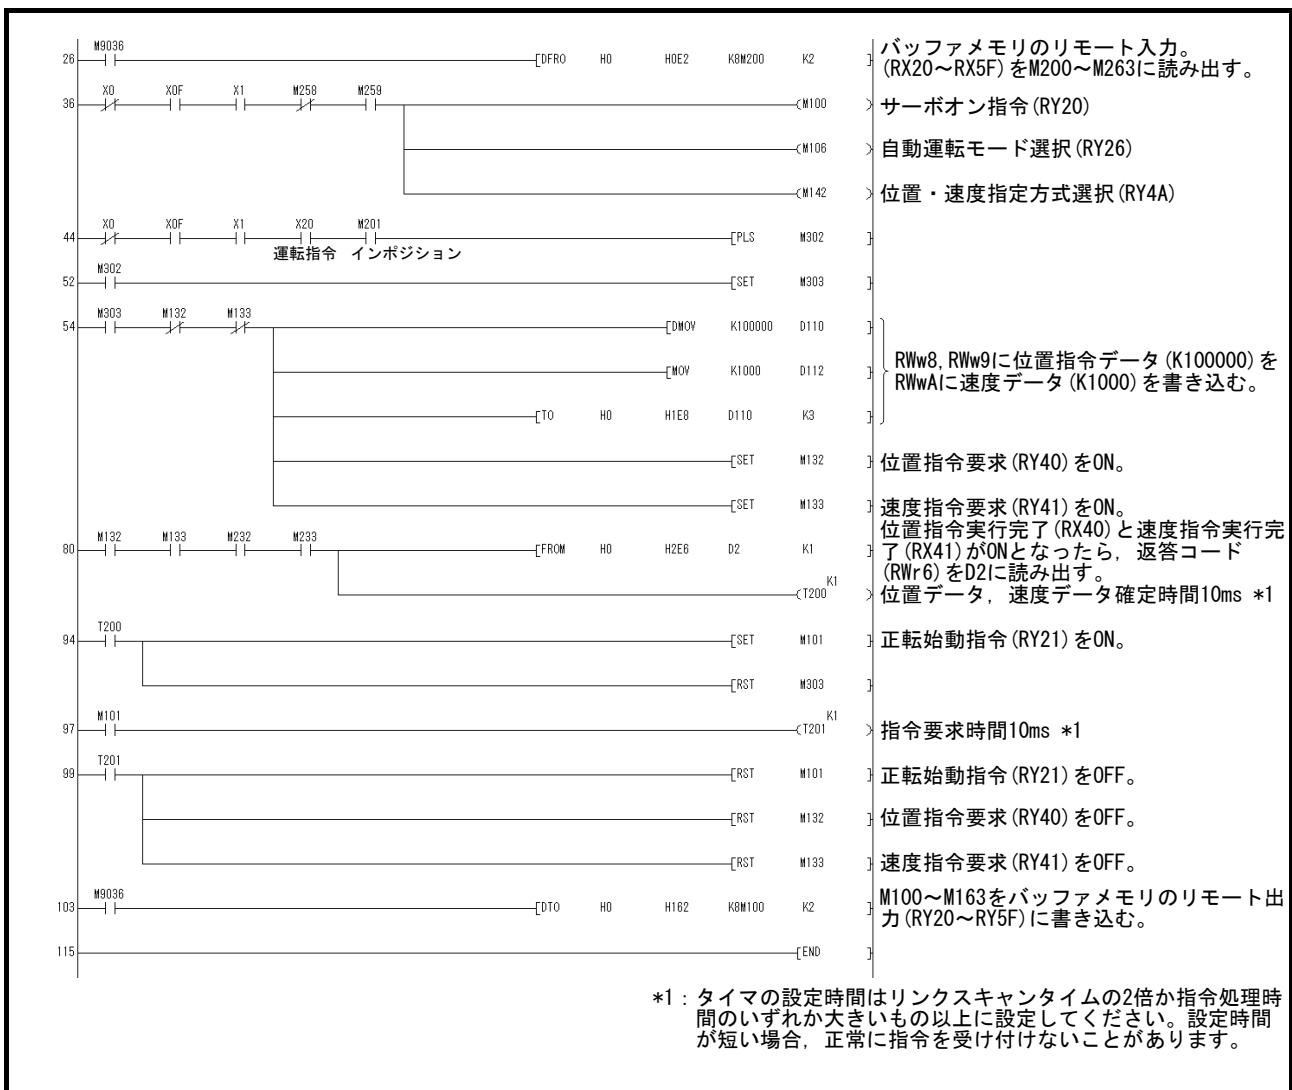 M9036
26 [DFRO H0 H0E2 K8M200 K2 ] バッファメモリのリモート入力。
(RX20～RX5F)をM200～M263に読み出す。
X0 X0F X1 M258 M259
36 (M100 ) サーボオン指令(RY20)
(M106 ) 自動運転モード選択(RY26)
(M142 ) 位置・速度指定方式選択(RY4A)
X0 X0F X1 X20 M201
44 [PLS M302 ]
運転指令 インポジション
M302
52 [SET M303 ]
M303 M132 M133
54 [DMOV K100000 D110 ]
RWw8,RWw9に位置指令データ(K100000)を
[MOV K1000 D112 ]
RWwAに速度データ(K1000)を書き込む。
[TO H0 H1E8 D110 K3 ]
[SET M132 ] 位置指令要求(RY40)をON。
[SET M133 ] 速度指令要求(RY41)をON。
位置指令実行完了(RX40)と速度指令実行完
M132 M133 M232 M233
80 [FROM H0 H2E6 D2 K1 ] 了(RX41)がONとなったら，返答コード
(RWr6)をD2に読み出す。
K1
(T200 ) 位置データ，速度データ確定時間10ms *1
T200
94 [SET M101 ] 正転始動指令(RY21)をON。
[RST M303 ]
M101 K1
97 (T201 ) 指令要求時間10ms *1
T201
99 [RST M101 ] 正転始動指令(RY21)をOFF。
[RST M132 ] 位置指令要求(RY40)をOFF。
[RST M133 ] 速度指令要求(RY41)をOFF。
M9036
103 [DTO H0 H162 K8M100 K2 ] M100～M163をバッファメモリのリモート出
力(RY20～RY5F)に書き込む。
115 [END ]
*1：タイマの設定時間はリンクスキャンタイムの2倍か指令処理時
間のいずれか大きいもの以上に設定してください。設定時間
が短い場合，正常に指令を受け付けないことがあります。